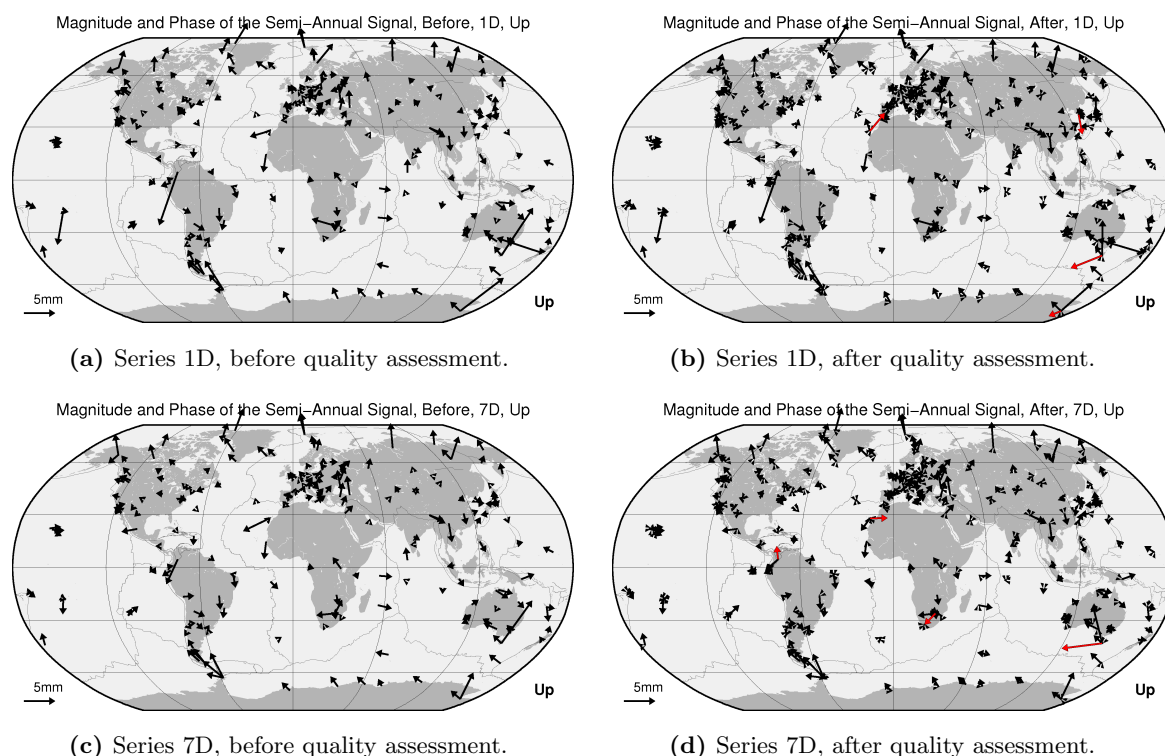 Magnitude and Phase of the Semi−Annual Signal, Before, 1D, Up
Magnitude and Phase of the Semi−Annual Signal, After, 1D, Up
5mm
Up
5mm
Up
(a) Series 1D, before quality assessment.
(b) Series 1D, after quality assessment.
Magnitude and Phase of the Semi−Annual Signal, Before, 7D, Up
Magnitude and Phase of the Semi−Annual Signal, After, 7D, Up
5mm
Up
5mm
Up
(c) Series 7D, before quality assessment.
(d) Series 7D, after quality assessment.